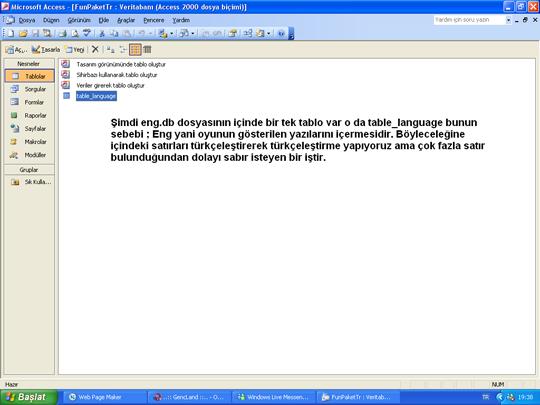 Microsoft Access - [FunPaketTr : Veritabanı (Access 2000 dosya biçimi)]
Dosya Düzen Görünüm Ekle Araçlar Pencere Yardım
Yardım için soru yazın
Aç... Tasarla Yeni
Nesneler
Tablolar
Sorgular
Formlar
Raporlar
Sayfalar
Makrolar
Modüller
Gruplar
Sık Kulla...
Tasarım görünümünde tablo oluştur
Sihirbazı kullanarak tablo oluştur
Veriler girerek tablo oluştur
table_language
Şimdi eng.db dosyasının içinde bir tek tablo var o da table_language bunun
sebebi ; Eng yani oyunun gösterilen yazılarını içermesidir. Böyleceleğine
içindeki satırları türkçeleştirerek türkçeleştirme yapıyoruz ama çok fazla satır
bulunduğundan dolayı sabır isteyen bir iştir.
Hazır
NUM
Başlat
Web Page Maker
..:: GencLand ::.. - O...
Windows Live Messen...
FunPaketTr : Veritab...
TR
19:38